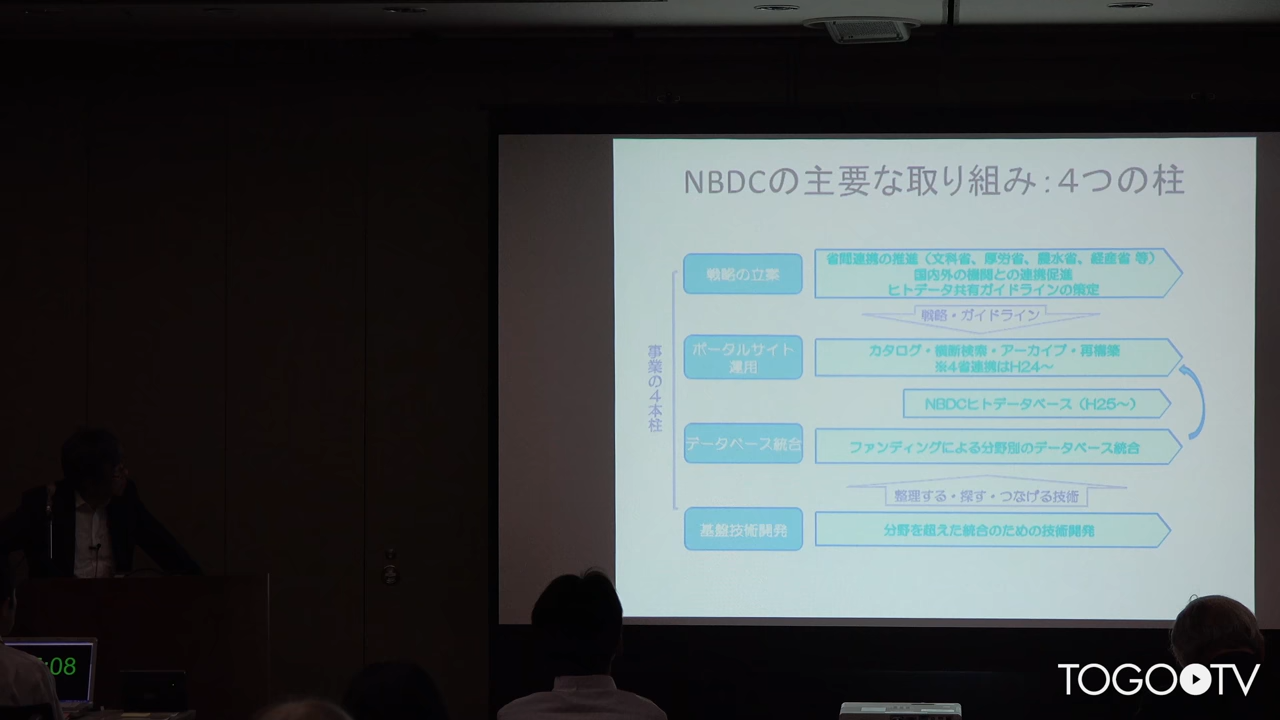 NBDCの主要な取り組み：４つの柱
事業の４本柱
戦略の立案
省間連携の推進（文科省、厚労省、農水省、経産省 等）
国内外の機関との連携促進
ヒトデータ共有ガイドラインの策定
戦略・ガイドライン
ポータルサイト
運用
カタログ・横断検索・アーカイブ・再構築
※4省連携はH24～
NBDCヒトデータベース（H25～）
データベース統合
ファンディングによる分野別のデータベース統合
整理する・探す・つなげる技術
基盤技術開発
分野を超えた統合のための技術開発
:08
TOGO TV